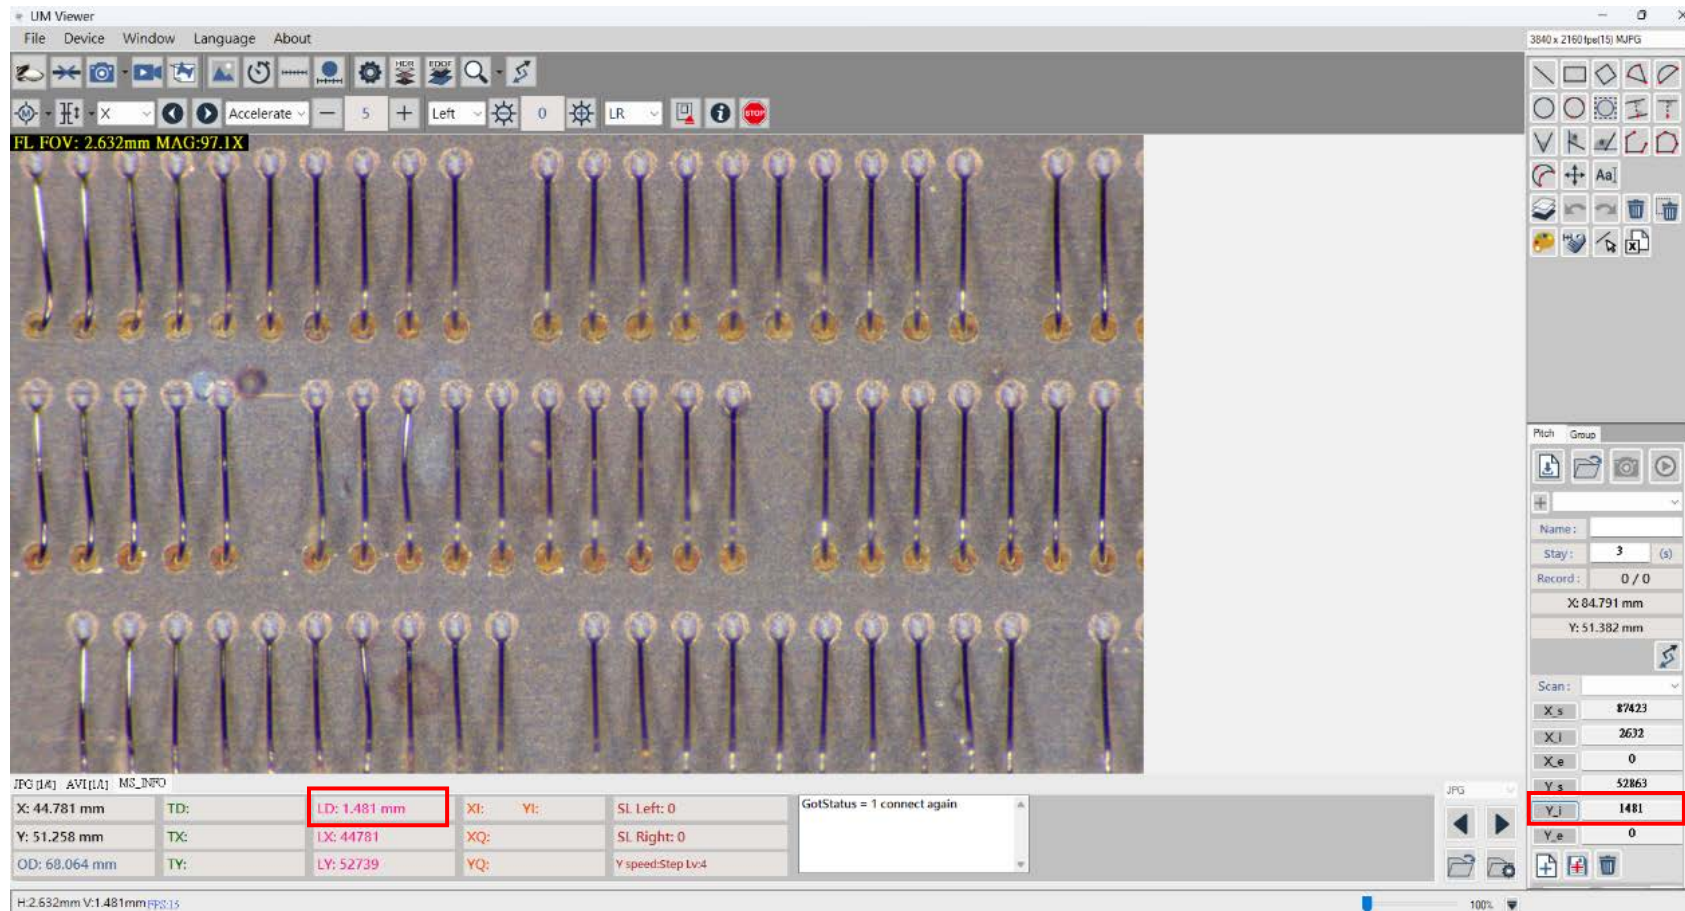 UM Viewer
File Device Window Language About
3840 x 2160 fps(15) MJPG
HDR
EDOF
M
X
Accelerate
5
Left
0
LR
STOP
FL FOV: 2.632mm MAG:97.1X
Aa
Pitch Group
Name :
Stay : 3 (s)
Record : 0 / 0
X: 84.791 mm
Y: 51.382 mm
Scan :
X_s 87423
X_i 2632
X_e 0
Y_s 52863
Y_i 1481
Y_e 0
JPG [1/4] AVI [1/1] MS_INFO
X: 44.781 mm TD: LD: 1.481 mm XI: YI: SL Left: 0
Y: 51.258 mm TX: LX: 44781 XQ: SL Right: 0
OD: 68.064 mm TY: LY: 52739 YQ: Y speed:Step Lv:4
GotStatus = 1 connect again
JPG
H:2.632mm V:1.481mm FPS:15
100%